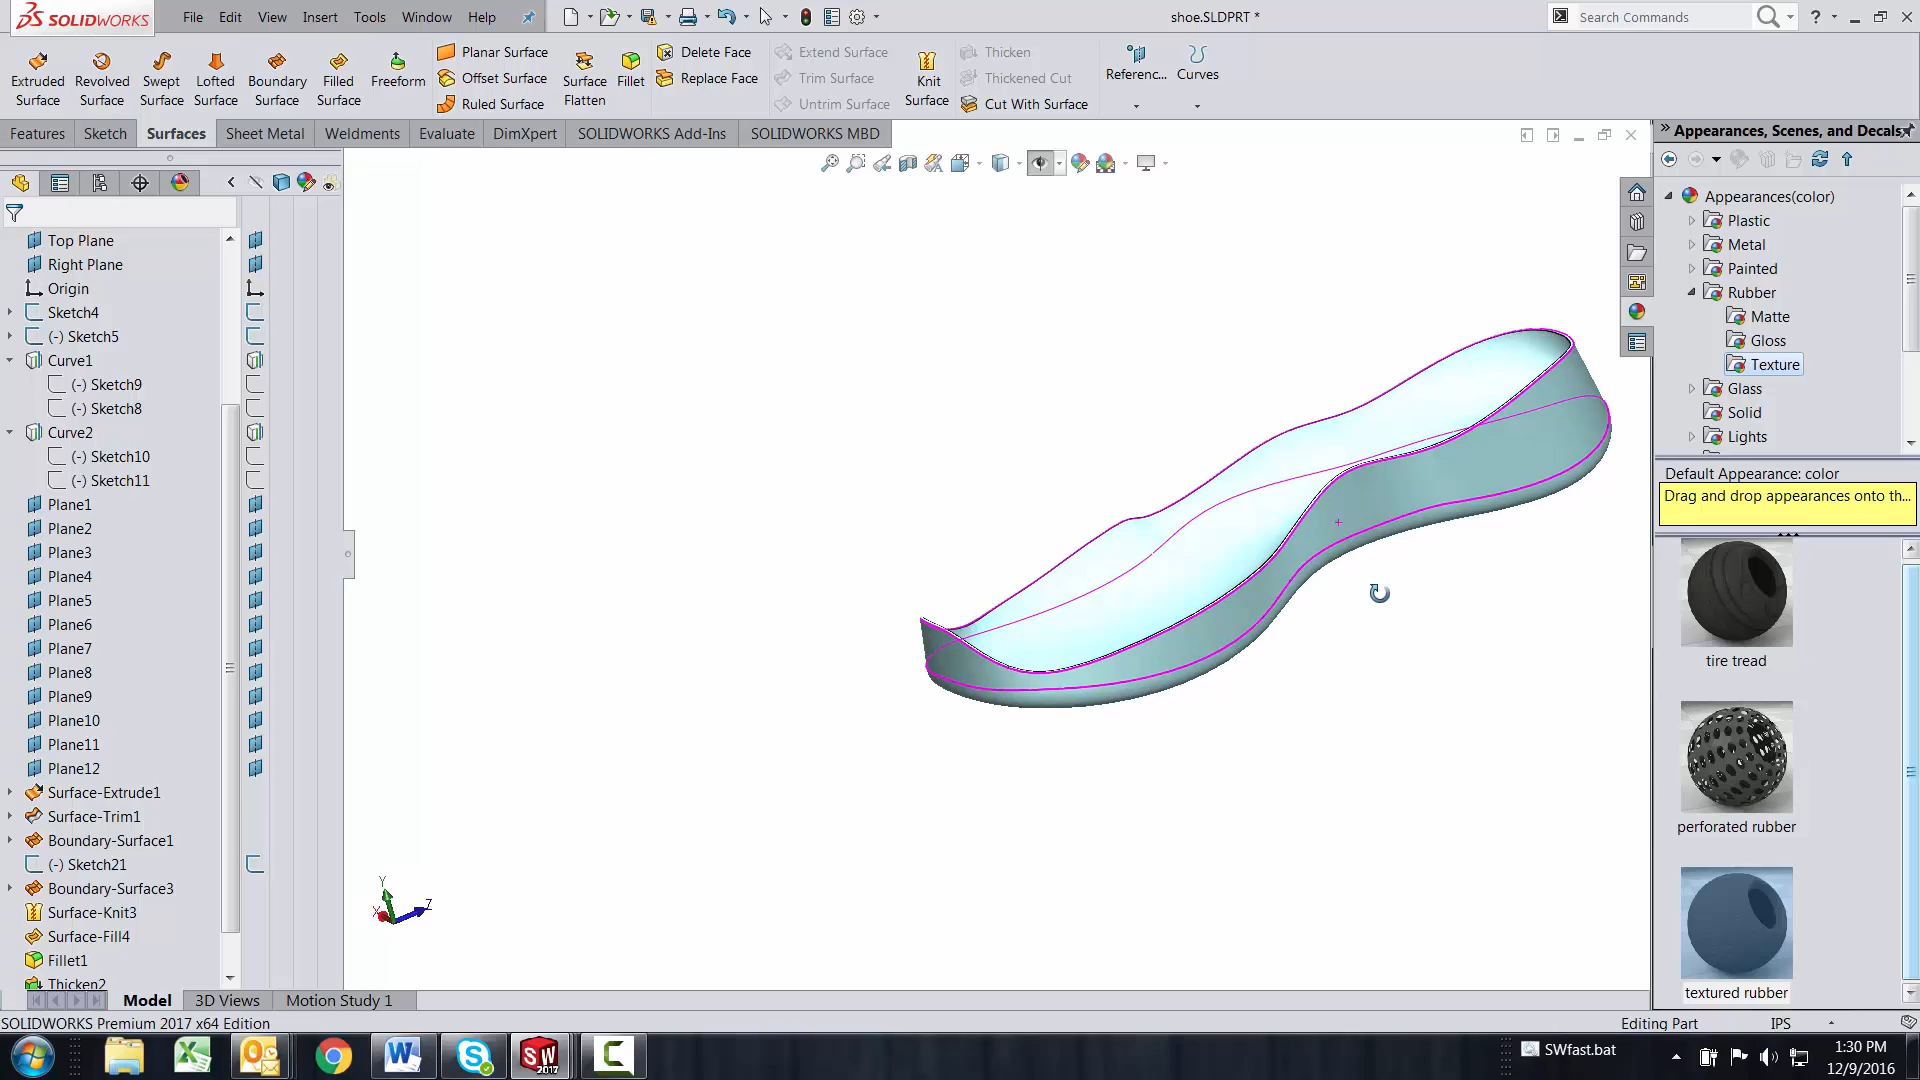 SOLIDWORKS
File Edit View Insert Tools Window Help
shoe.SLDPRT *
Search Commands
Extruded Surface
Revolved Surface
Swept Surface
Lofted Surface
Boundary Surface
Filled Surface
Freeform
Planar Surface
Offset Surface
Ruled Surface
Surface Flatten
Fillet
Delete Face
Replace Face
Extend Surface
Trim Surface
Untrim Surface
Knit Surface
Thicken
Thickened Cut
Cut With Surface
Referenc...
Curves
Features Sketch Surfaces Sheet Metal Weldments Evaluate DimXpert SOLIDWORKS Add-Ins SOLIDWORKS MBD
Top Plane
Right Plane
Origin
Sketch4
(-) Sketch5
Curve1
(-) Sketch9
(-) Sketch8
Curve2
(-) Sketch10
(-) Sketch11
Plane1
Plane2
Plane3
Plane4
Plane5
Plane6
Plane7
Plane8
Plane9
Plane10
Plane11
Plane12
Surface-Extrude1
Surface-Trim1
Boundary-Surface1
(-) Sketch21
Boundary-Surface3
Surface-Knit3
Surface-Fill4
Fillet1
Thicken2
Y
X
Z
Appearances, Scenes, and Decals
Appearances(color)
Plastic
Metal
Painted
Rubber
Matte
Gloss
Texture
Glass
Solid
Lights
Default Appearance: color
Drag and drop appearances onto th...
tire tread
perforated rubber
textured rubber
Model 3D Views Motion Study 1
SOLIDWORKS Premium 2017 x64 Edition
Editing Part
IPS
SW
2017
SWfast.bat
1:30 PM
12/9/2016